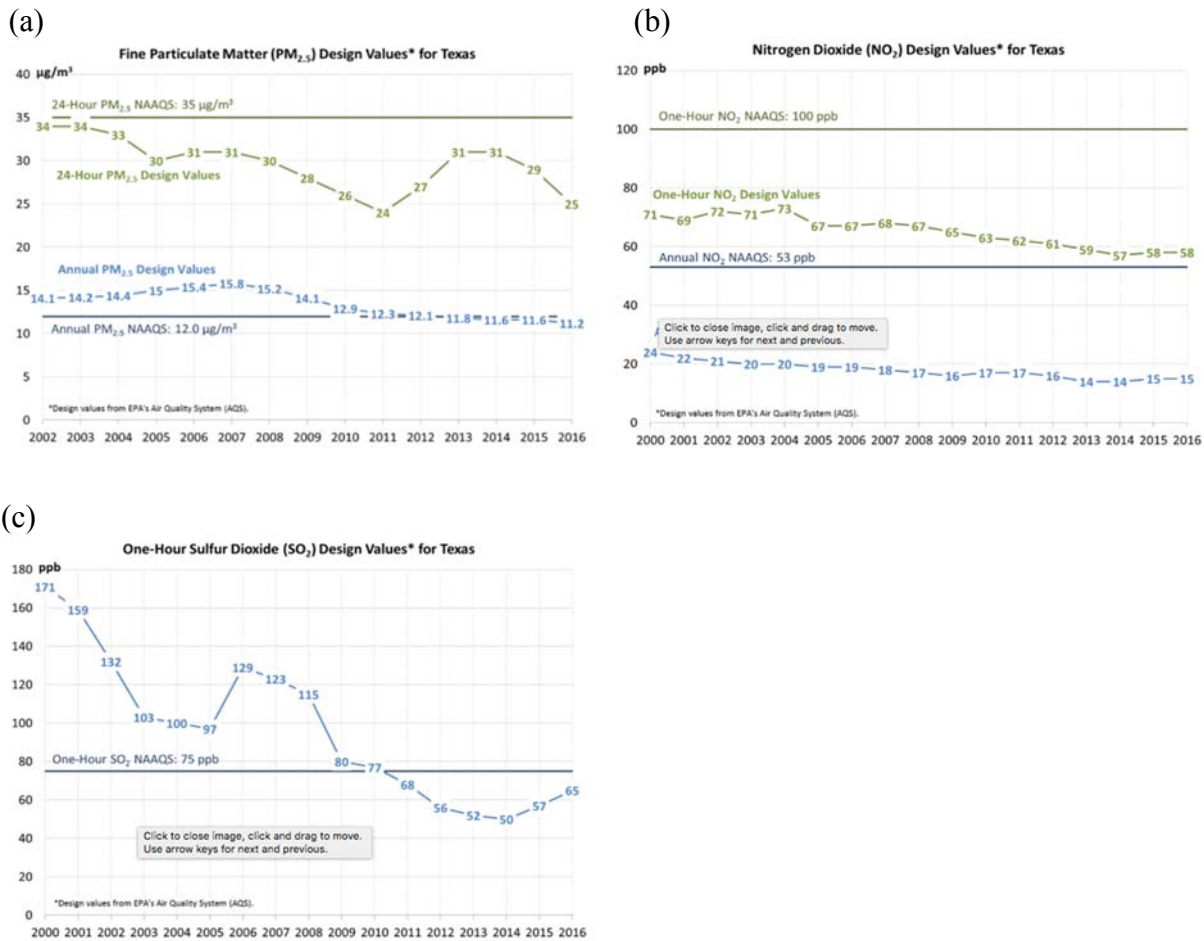 (a)
Fine Particulate Matter (PM2.5) Design Values* for Texas
µg/m³
40
35
30
25
20
15
10
5
0
24-Hour PM2.5 NAAQS: 35 µg/m³
34 34 33 30 31 31 30 28 26 24 27 31 31 29 25
24-Hour PM2.5 Design Values
Annual PM2.5 Design Values
14.1 14.2 14.4 15 15.4 15.8 15.2 14.1 12.9 12.3 12.1 11.8 11.6 11.6 11.2
Annual PM2.5 NAAQS: 12.0 µg/m³
*Design values from EPA's Air Quality System (AQS).
2002 2003 2004 2005 2006 2007 2008 2009 2010 2011 2012 2013 2014 2015 2016
(b)
Nitrogen Dioxide (NO2) Design Values* for Texas
ppb
120
100
80
60
40
20
0
One-Hour NO2 NAAQS: 100 ppb
One-Hour NO2 Design Values
71 69 72 71 73 67 67 68 67 65 63 62 61 59 57 58 58
Annual NO2 NAAQS: 53 ppb
Click to close image, click and drag to move.
Use arrow keys for next and previous.
24 22 21 20 20 19 19 18 17 16 17 17 16 14 14 15 15
*Design values from EPA's Air Quality System (AQS).
2000 2001 2002 2003 2004 2005 2006 2007 2008 2009 2010 2011 2012 2013 2014 2015 2016
(c)
One-Hour Sulfur Dioxide (SO2) Design Values* for Texas
ppb
180
160
140
120
100
80
60
40
20
0
171 159 132 103 100 97 129 123 115 80 77 68 56 52 50 57 65
One-Hour SO2 NAAQS: 75 ppb
Click to close image, click and drag to move.
Use arrow keys for next and previous.
*Design values from EPA's Air Quality System (AQS).
2000 2001 2002 2003 2004 2005 2006 2007 2008 2009 2010 2011 2012 2013 2014 2015 2016